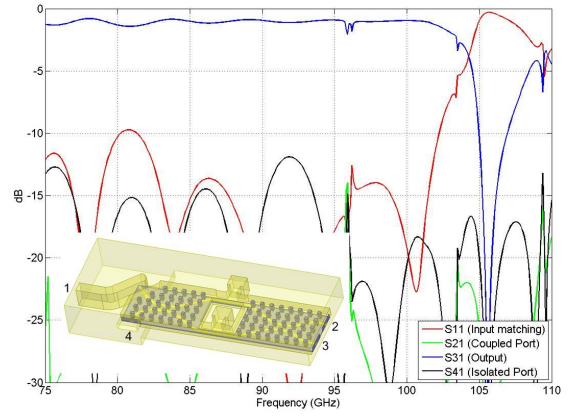 0
-5
-10
-15
-20
-25
-30
dB
75 80 85 90 95 100 105 110
Frequency (GHz)
1
2
3
4
S11 (Input matching)
S21 (Coupled Port)
S31 (Output)
S41 (Isolated Port)